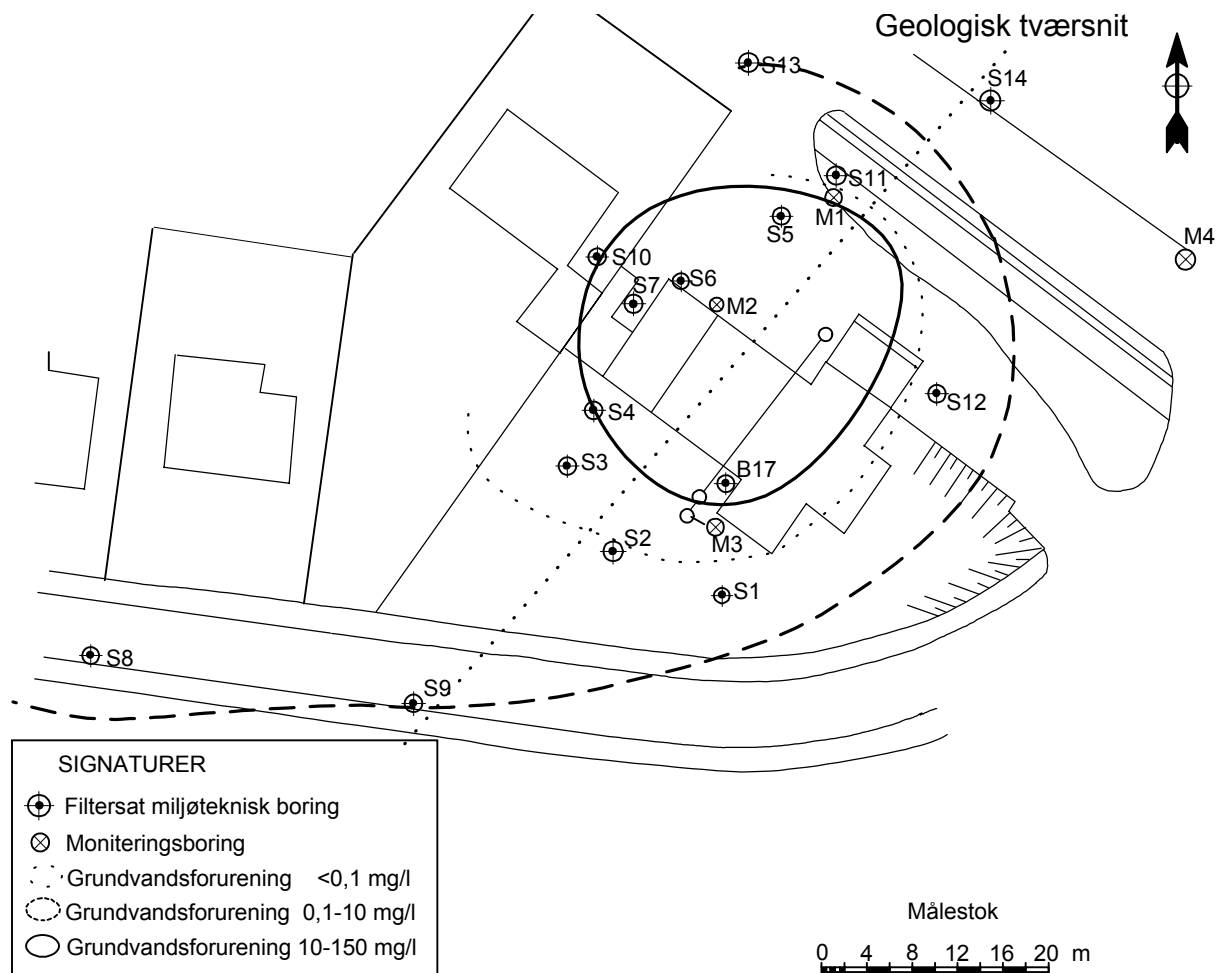 Geologisk tværsnit
S13
S14
S11
M1
S5
M4
S10
S7
S6
M2
S12
S4
S3
B17
S2
M3
S1
S8
S9
SIGNATURER
Filtersat miljøteknisk boring
Moniteringsboring
Grundvandsforurening <0,1 mg/l
Grundvandsforurening 0,1-10 mg/l
Grundvandsforurening 10-150 mg/l
Målestok
0 4 8 12 16 20 m